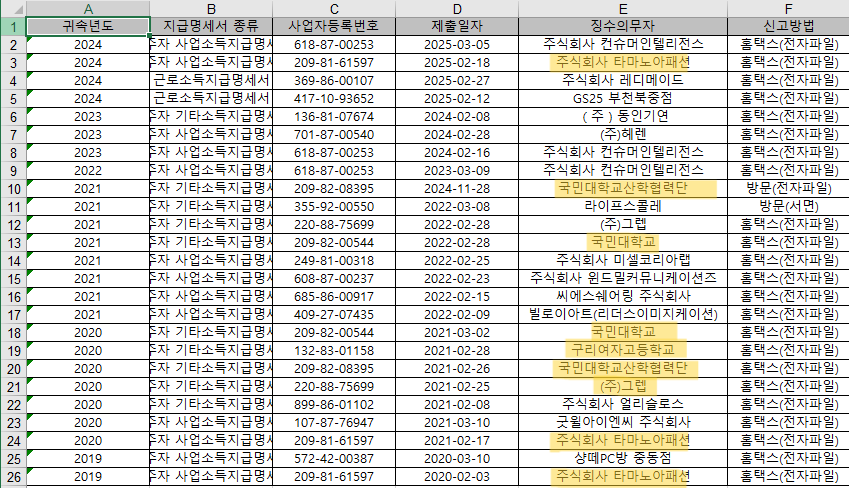 A B C D E F
1 귀속년도 지급명세서 종류 사업자등록번호 제출일자 징수의무자 신고방법
2 2024 주자 사업소득지급명세 618-87-00253 2025-03-05 주식회사 컨슈머인텔리전스 홈택스(전자파일)
3 2024 주자 사업소득지급명세 209-81-61597 2025-02-18 주식회사 타마노아패션 홈택스(전자파일)
4 2024 근로소득지급명세서 369-86-00107 2025-02-27 주식회사 레디메이드 홈택스(전자파일)
5 2024 근로소득지급명세서 417-10-93652 2025-02-12 GS25 부천북중점 홈택스(전자파일)
6 2023 주자 기타소득지급명세 136-81-07674 2024-02-08 ( 주 ) 동인기연 홈택스(전자파일)
7 2023 주자 기타소득지급명세 701-87-00540 2024-02-28 (주)헤렌 홈택스(전자파일)
8 2023 주자 사업소득지급명세 618-87-00253 2024-02-16 주식회사 컨슈머인텔리전스 홈택스(전자파일)
9 2022 주자 사업소득지급명세 618-87-00253 2023-03-09 주식회사 컨슈머인텔리전스 홈택스(전자파일)
10 2021 주자 기타소득지급명세 209-82-08395 2024-11-28 국민대학교산학협력단 방문(전자파일)
11 2021 주자 사업소득지급명세 355-92-00550 2022-03-08 라이프스콜레 방문(서면)
12 2021 주자 기타소득지급명세 220-88-75699 2022-02-28 (주)그렙 홈택스(전자파일)
13 2021 주자 기타소득지급명세 209-82-00544 2022-02-28 국민대학교 홈택스(전자파일)
14 2021 주자 사업소득지급명세 249-81-00318 2022-02-25 주식회사 미셀코리아랩 홈택스(전자파일)
15 2021 주자 사업소득지급명세 608-87-00237 2022-02-23 주식회사 윈드밀커뮤니케이션즈 홈택스(전자파일)
16 2021 주자 사업소득지급명세 685-86-00917 2022-02-15 씨에스쉐어링 주식회사 홈택스(전자파일)
17 2021 주자 사업소득지급명세 409-27-07435 2022-02-09 빌로이아트(리더스이미지케이션) 홈택스(전자파일)
18 2020 주자 기타소득지급명세 209-82-00544 2021-03-02 국민대학교 홈택스(전자파일)
19 2020 주자 기타소득지급명세 132-83-01158 2021-02-28 구리여자고등학교 홈택스(전자파일)
20 2020 주자 기타소득지급명세 209-82-08395 2021-02-26 국민대학교산학협력단 홈택스(전자파일)
21 2020 주자 사업소득지급명세 220-88-75699 2021-02-25 (주)그렙 홈택스(전자파일)
22 2020 주자 기타소득지급명세 899-86-01102 2021-02-08 주식회사 얼리슬로스 홈택스(전자파일)
23 2020 주자 사업소득지급명세 107-87-76947 2021-03-10 굿윌아이엔씨 주식회사 홈택스(전자파일)
24 2020 주자 사업소득지급명세 209-81-61597 2021-02-17 주식회사 타마노아패션 홈택스(전자파일)
25 2019 주자 사업소득지급명세 572-42-00387 2020-03-10 샹떼PC방 중동점 홈택스(전자파일)
26 2019 주자 사업소득지급명세 209-81-61597 2020-02-03 주식회사 타마노아패션 홈택스(전자파일)